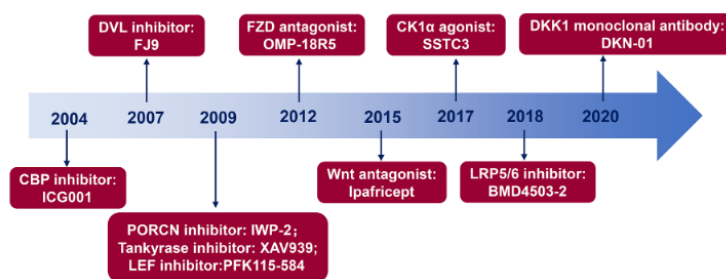 DVL inhibitor:
FJ9
FZD antagonist:
OMP-18R5
CK1α agonist:
SSTC3
DKK1 monoclonal antibody:
DKN-01
2004 2007 2009 2012 2015 2017 2018 2020
CBP inhibitor:
ICG001
PORCN inhibitor: IWP-2;
Tankyrase inhibitor: XAV939;
LEF inhibitor:PFK115-584
Wnt antagonist:
Ipafricept
LRP5/6 inhibitor:
BMD4503-2